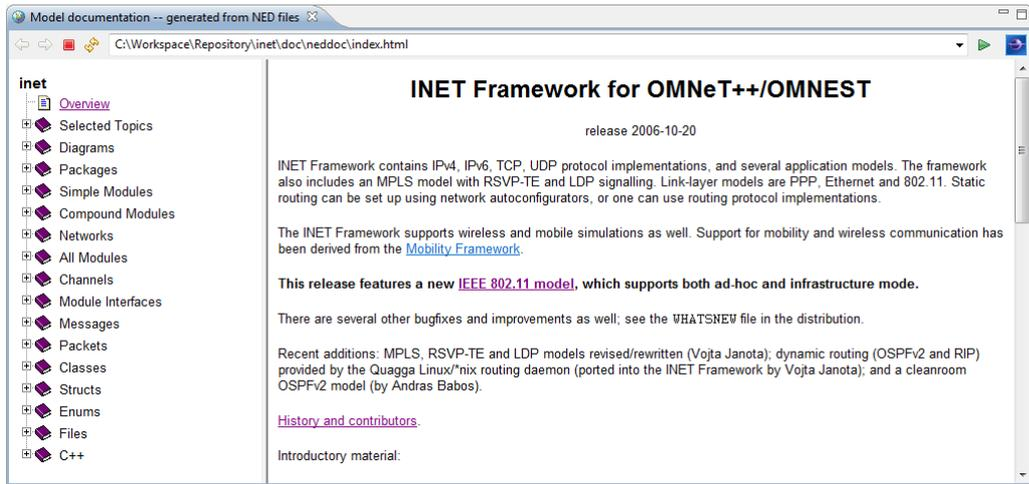 Model documentation -- generated from NED files
C:\Workspace\Repository\inet\doc\neddoc\index.html
inet
Overview
Selected Topics
Diagrams
Packages
Simple Modules
Compound Modules
Networks
All Modules
Channels
Module Interfaces
Messages
Packets
Classes
Structs
Enums
Files
C++
INET Framework for OMNeT++/OMNEST
release 2006-10-20
INET Framework contains IPv4, IPv6, TCP, UDP protocol implementations, and several application models. The framework
also includes an MPLS model with RSVP-TE and LDP signalling. Link-layer models are PPP, Ethernet and 802.11. Static
routing can be set up using network autoconfigurators, or one can use routing protocol implementations.
The INET Framework supports wireless and mobile simulations as well. Support for mobility and wireless communication has
been derived from the Mobility Framework.
This release features a new IEEE 802.11 model, which supports both ad-hoc and infrastructure mode.
There are several other bugfixes and improvements as well; see the WHATSNEW file in the distribution.
Recent additions: MPLS, RSVP-TE and LDP models revised/rewritten (Vojta Janota); dynamic routing (OSPFv2 and RIP)
provided by the Quagga Linux/*nix routing daemon (ported into the INET Framework by Vojta Janota); and a cleanroom
OSPFv2 model (by Andras Babos).
History and contributors.
Introductory material: